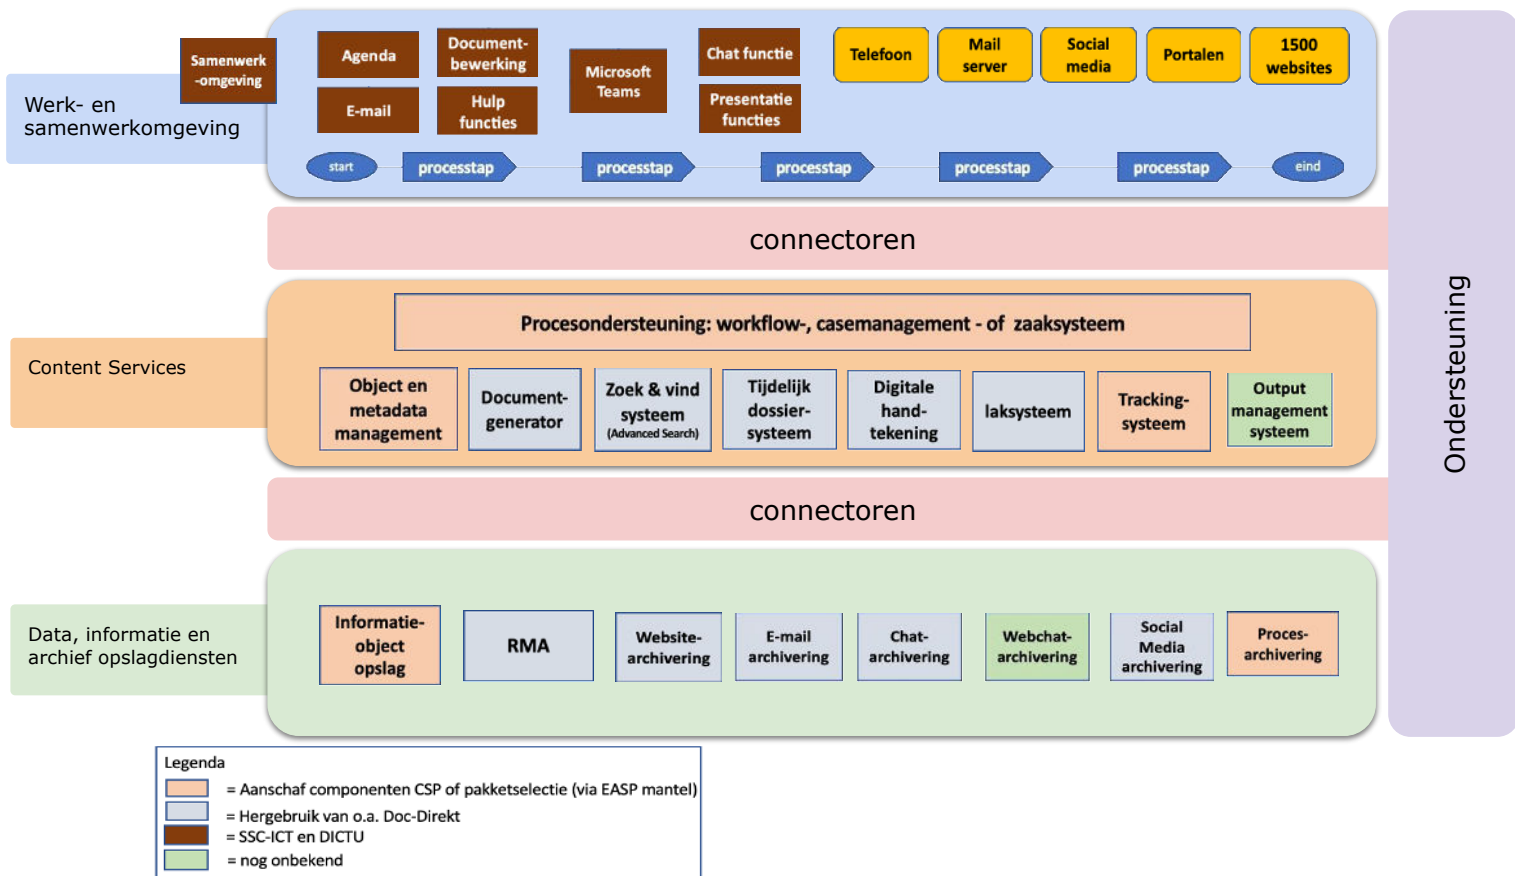 Werk- en
samenwerkomgeving
Samenwerk
-omgeving
Agenda
E-mail
Document-
bewerking
Hulp
functies
Microsoft
Teams
Chat functie
Presentatie
functies
Telefoon
Mail
server
Social
media
Portalen
1500
websites
start
processtap
processtap
processtap
processtap
processtap
eind
connectoren
Content Services
Procesondersteuning: workflow-, casemanagement - of zaaksysteem
Object en
metadata
management
Document-
generator
Zoek & vind
systeem
(Advanced Search)
Tijdelijk
dossier-
systeem
Digitale
hand-
tekening
laksysteem
Tracking-
systeem
Output
management
systeem
connectoren
Data, informatie en
archief opslagdiensten
Informatie-
object
opslag
RMA
Website-
archivering
E-mail
archivering
Chat-
archivering
Webchat-
archivering
Social
Media
archivering
Proces-
archivering
Ondersteuning
Legenda
= Aanschaf componenten CSP of pakketselectie (via EASP mantel)
= Hergebruik van o.a. Doc-Direkt
= SSC-ICT en DICTU
= nog onbekend